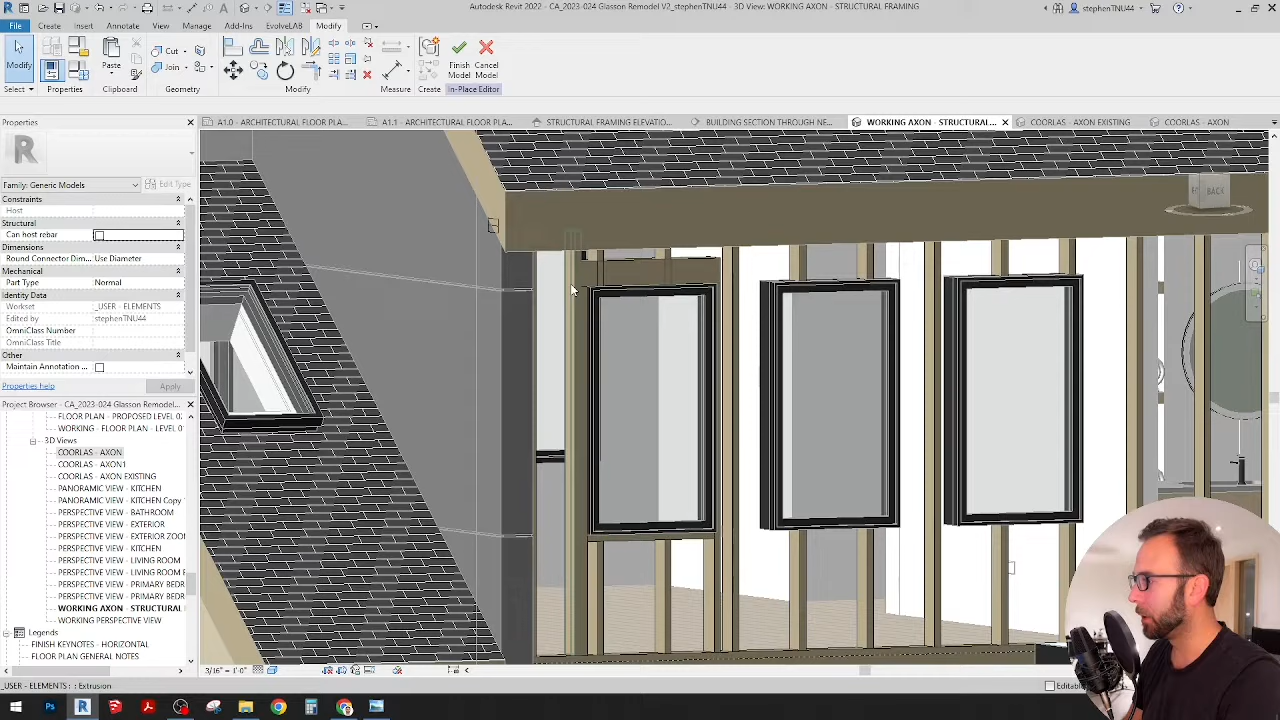 Autodesk Revit 2022 - CA_2023-024 Glasson Remodel V2_stephenTNU44 - 3D View: WORKING AXON - STRUCTURAL FRAMING
stephenTNU44
File Create Insert Annotate View Manage Add-Ins EvolveLAB Modify
Modify Paste Cut Join Finish Model Cancel Model
Select Properties Clipboard Geometry Modify Measure Create In-Place Editor
Properties
A1.0 - ARCHITECTURAL FLOOR PLA...
A1.1 - ARCHITECTURAL FLOOR PLA...
STRUCTURAL FRAMING ELEVATIO...
BUILDING SECTION THROUGH NE...
WORKING AXON - STRUCTURAL...
COORLAS - AXON EXISTING
COORLAS - AXON
R
Family: Generic Models
Edit Type
Constraints
Host
Structural
Can host rebar
Dimensions
Round Connector Dim... Use Diameter
Mechanical
Part Type Normal
Identity Data
Workset _USER - ELEMENTS
Edited by stephenTNU44
OmniClass Number
OmniClass Title
Other
Maintain Annotation ...
Properties help
Apply
BACK
Project Browser - CA_2023-024 Glasson Remodel...
FLOOR PLAN - PROPOSED LEVEL 02
WORKING - FLOOR PLAN - LEVEL 01
3D Views
COORLAS - AXON
COORLAS - AXON1
COORLAS - AXON EXISTING
PANORAMIC VIEW - KITCHEN
PANORAMIC VIEW - KITCHEN Copy
PERSPECTIVE VIEW - BATHROOM
PERSPECTIVE VIEW - EXTERIOR
PERSPECTIVE VIEW - EXTERIOR ZOO
PERSPECTIVE VIEW - KITCHEN
PERSPECTIVE VIEW - LIVING ROOM
PERSPECTIVE VIEW - PRIMARY BEDR
PERSPECTIVE VIEW - PRIMARY BEDR
WORKING AXON - STRUCTURAL
WORKING PERSPECTIVE VIEW
Legends
FINISH KEYNOTES - HORIZONTAL
FLOOR PLAN GENERAL NOTES
3/16" = 1'-0"
_USER - ELEMENTS : : Extrusion